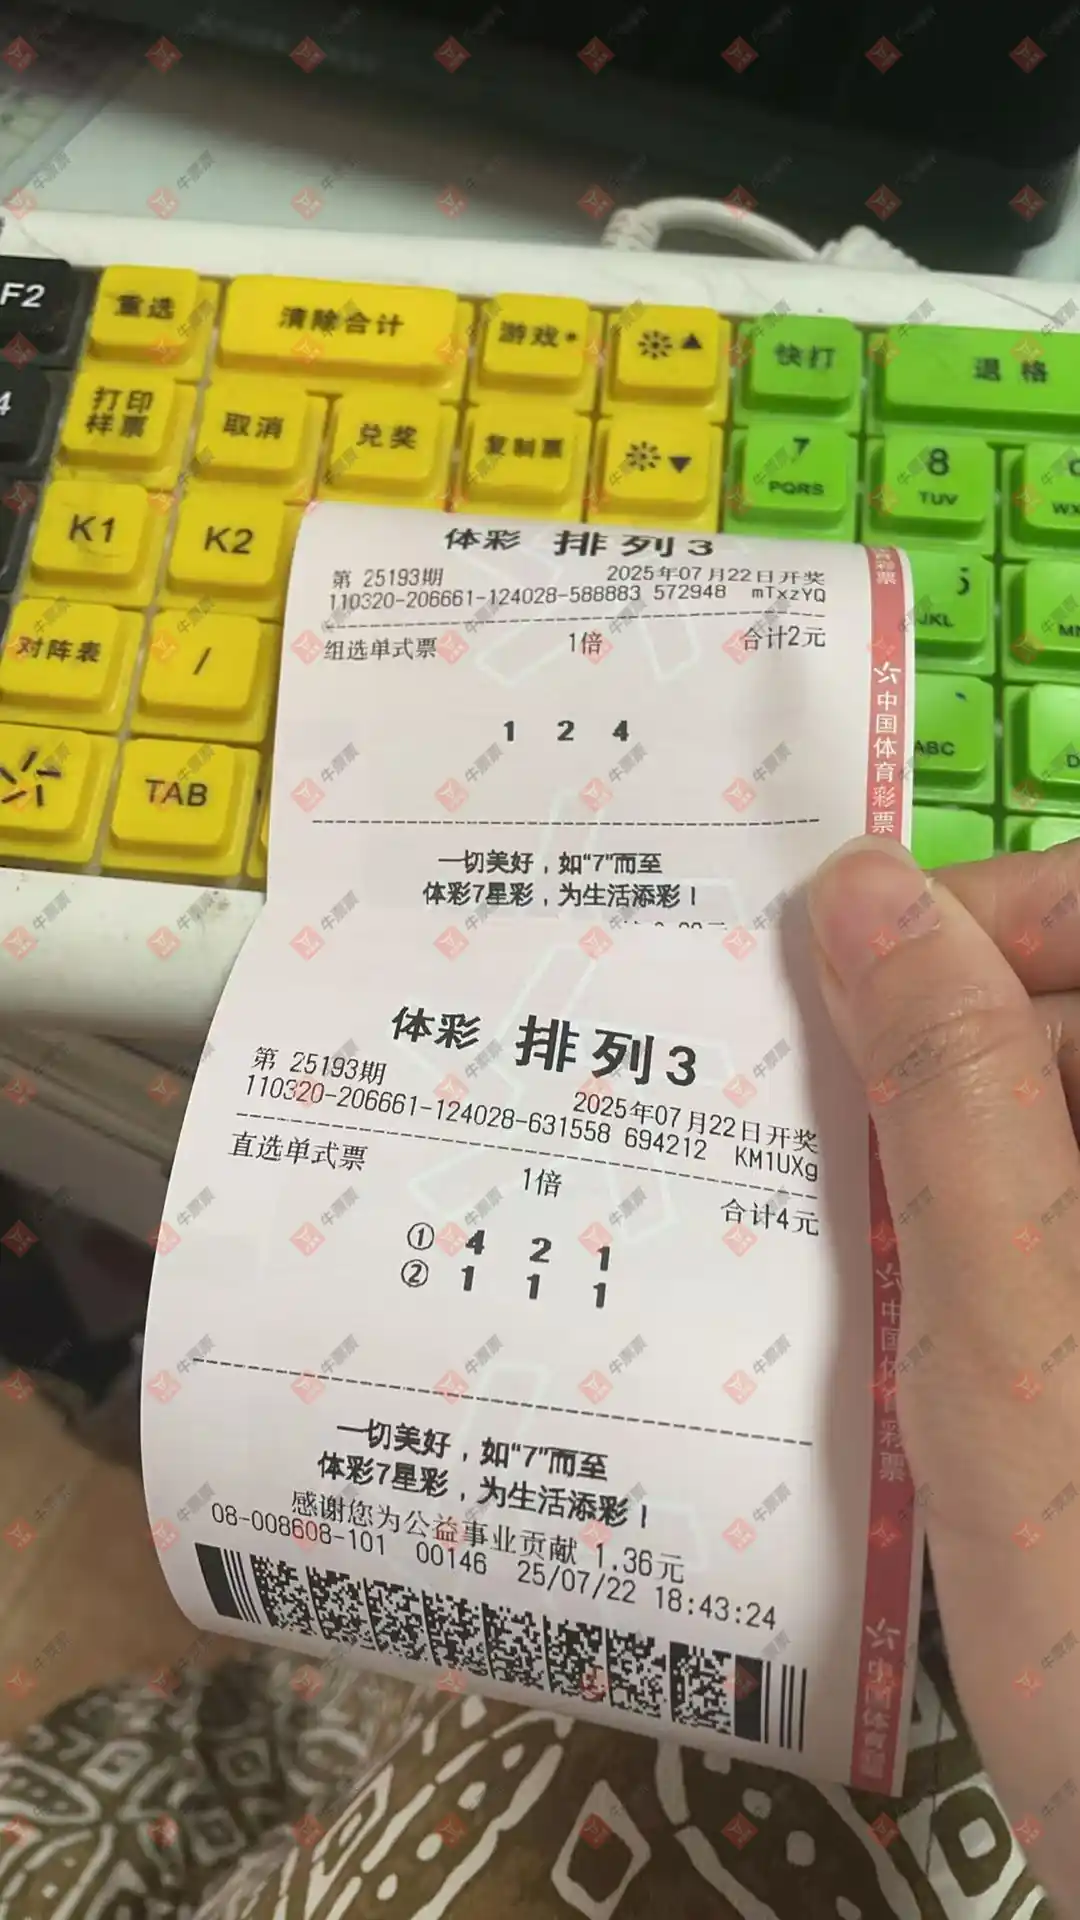 F2
重选
清除合计
游戏
快打
退格
4
打印
样票
取消
兑奖
复制票
7
PQRS
8
TUV
WX
K1
K2
5
JKL
MN
对阵表
/
ABC
D
TAB
体彩 排列3
第 25193期 2025年07月22日开奖
110320-206661-124028-588883 572948 mTxzYQ
组选单式票 1倍 合计2元
1 2 4
一切美好，如“7”而至
体彩7星彩，为生活添彩！
体彩 排列3
第 25193期 2025年07月22日开奖
110320-206661-124028-631558 694212 KM1UXg
直选单式票 1倍 合计4元
① 4 2 1
② 1 1 1
一切美好，如“7”而至
体彩7星彩，为生活添彩！
感谢您为公益事业贡献 1.36元
08-008608-101 00146 25/07/22 18:43:24
中国体育彩票
中国体育彩票
牛票票